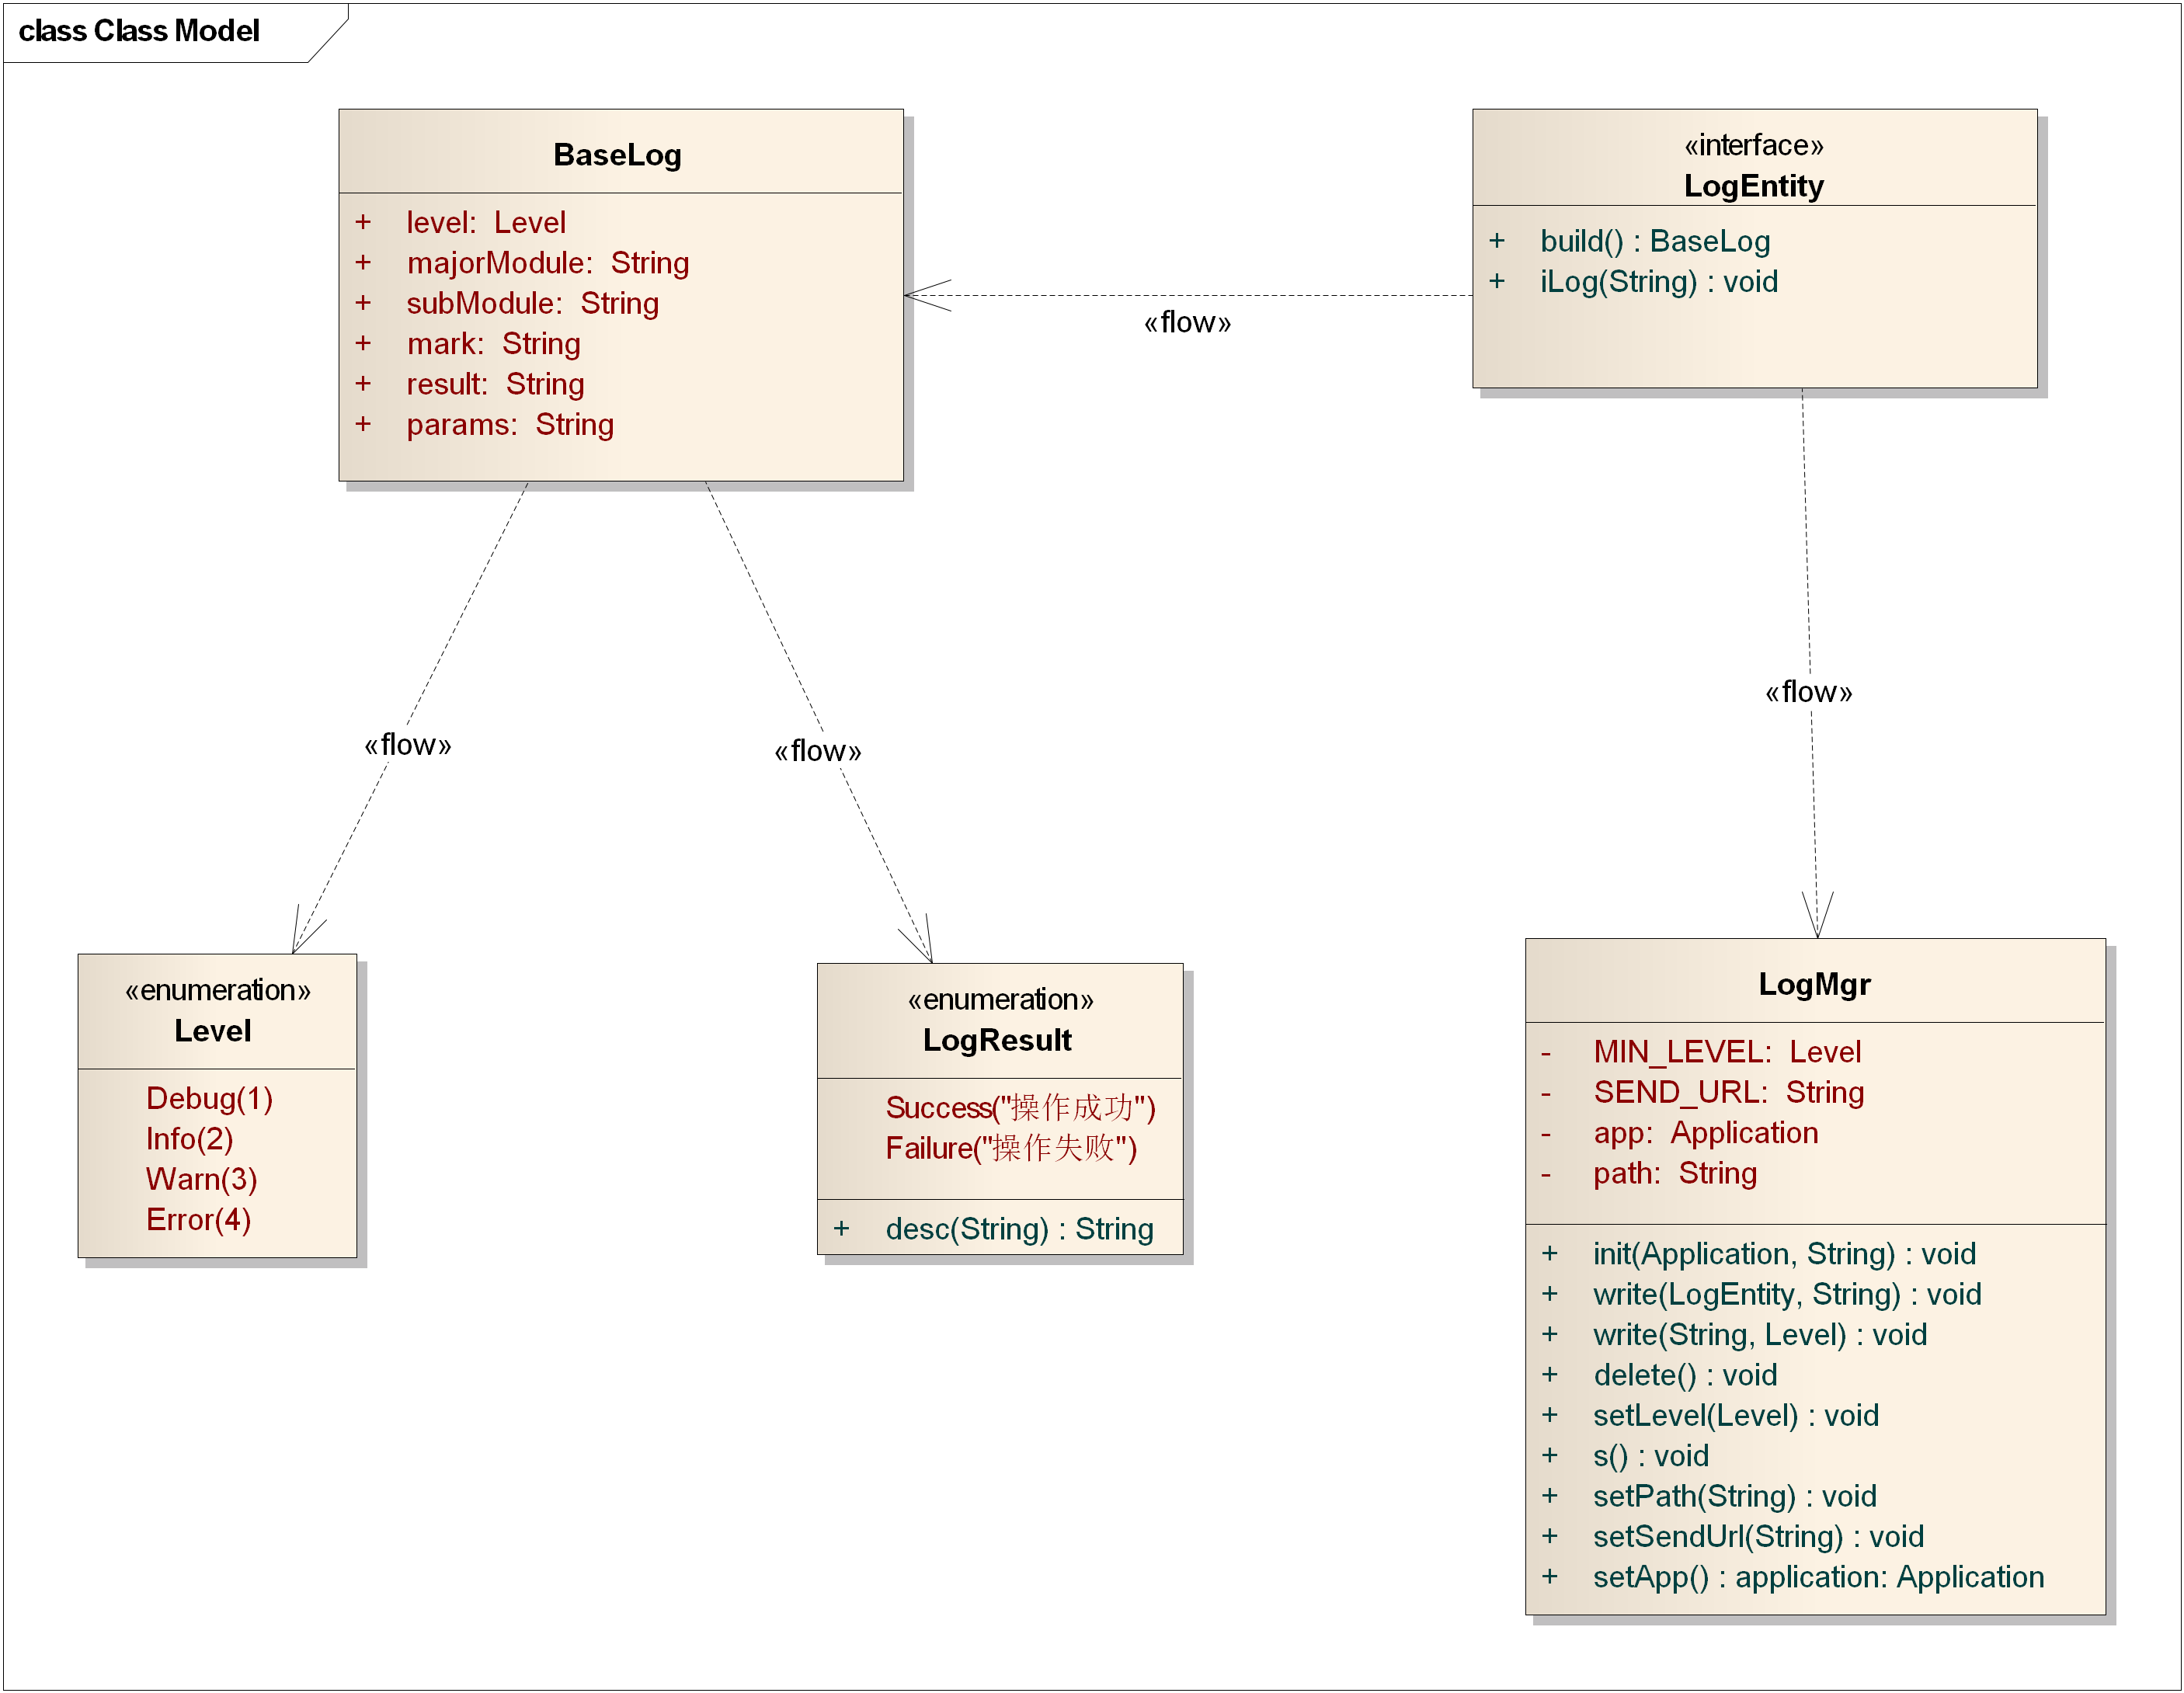 class Class Model
BaseLog
+ level: Level
+ majorModule: String
+ subModule: String
+ mark: String
+ result: String
+ params: String
«interface»
LogEntity
+ build() : BaseLog
+ iLog(String) : void
«flow»
«flow»
«flow»
«flow»
«enumeration»
Level
Debug(1)
Info(2)
Warn(3)
Error(4)
«enumeration»
LogResult
Success("操作成功")
Failure("操作失败")
+ desc(String) : String
LogMgr
- MIN_LEVEL: Level
- SEND_URL: String
- app: Application
- path: String
+ init(Application, String) : void
+ write(LogEntity, String) : void
+ write(String, Level) : void
+ delete() : void
+ setLevel(Level) : void
+ s() : void
+ setPath(String) : void
+ setSendUrl(String) : void
+ setApp() : application: Application